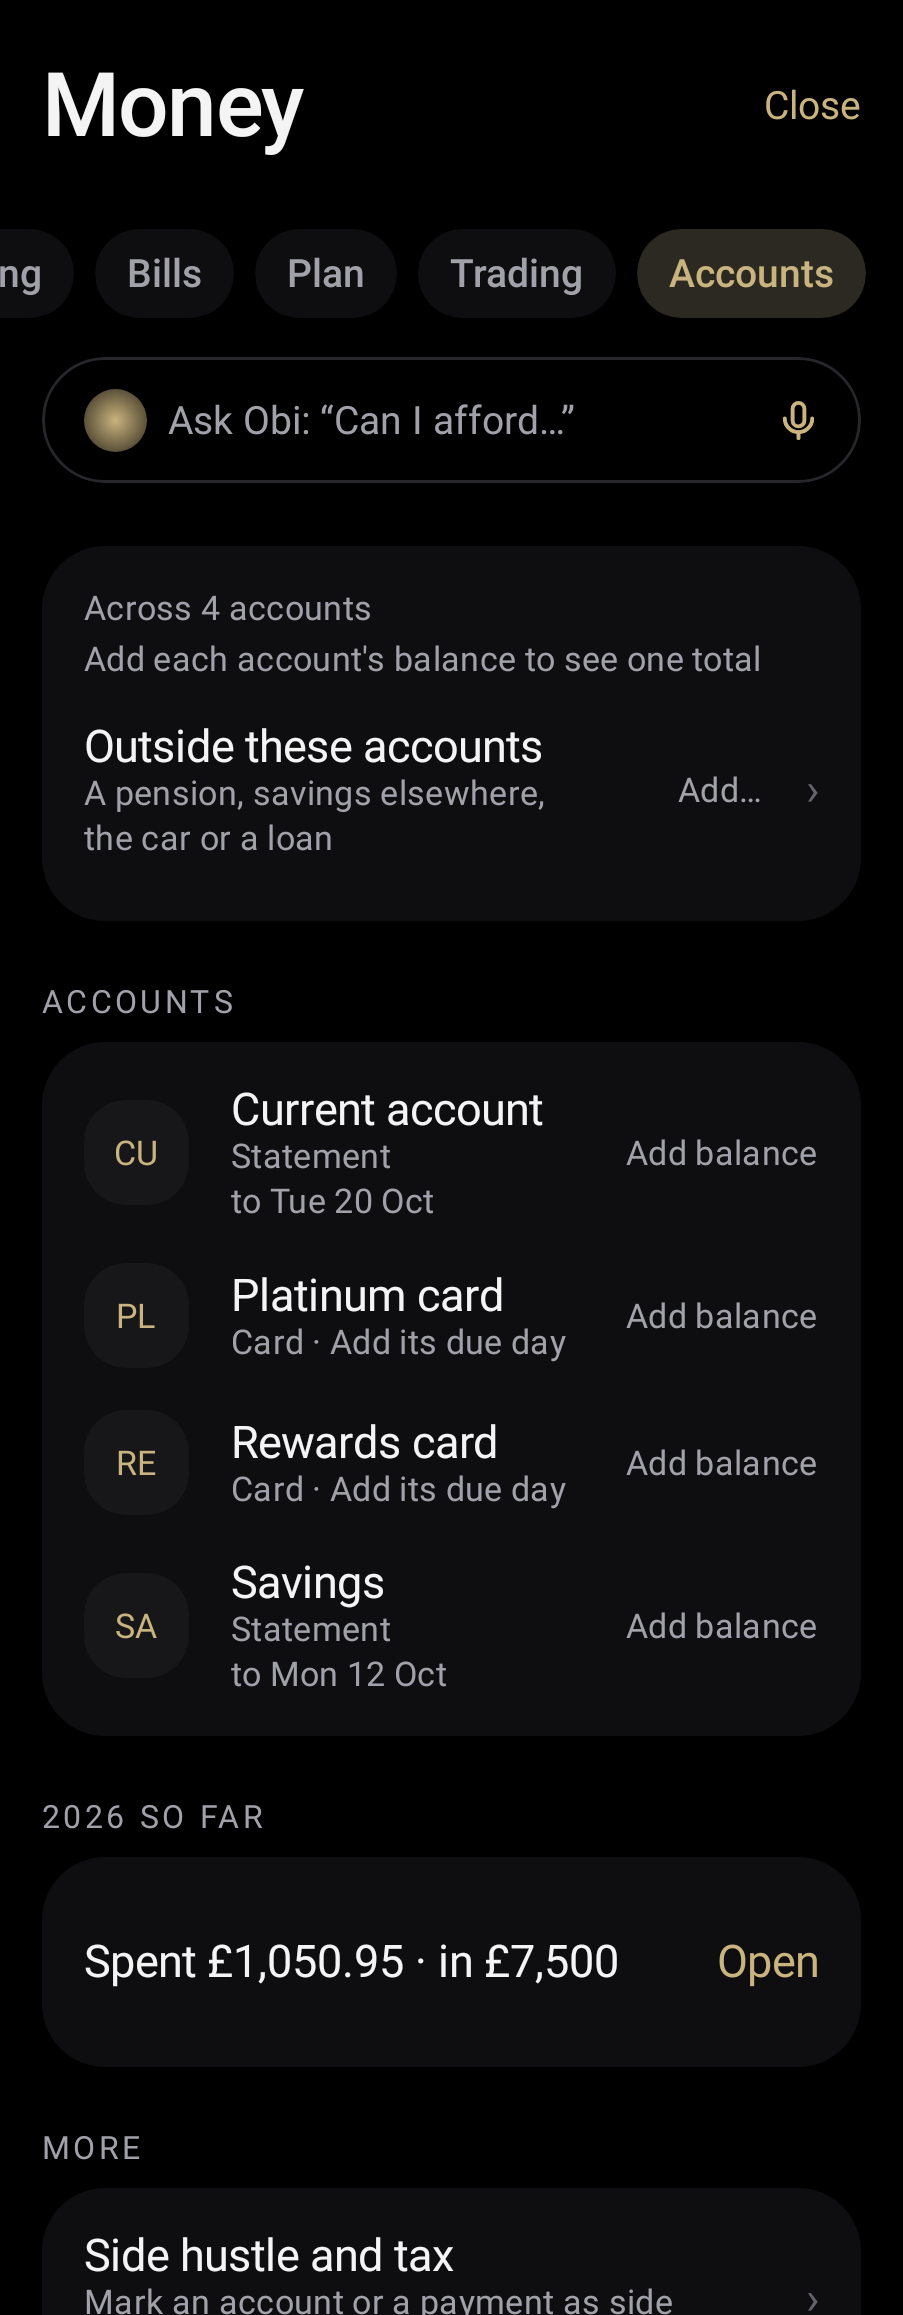 Money
Close
ng
Bills
Plan
Trading
Accounts
Ask Obi: “Can I afford…”
Across 4 accounts
Add each account's balance to see one total
Outside these accounts
A pension, savings elsewhere,
the car or a loan
Add… ›
ACCOUNTS
CU
Current account
Statement
to Tue 20 Oct
Add balance
PL
Platinum card
Card · Add its due day
Add balance
RE
Rewards card
Card · Add its due day
Add balance
SA
Savings
Statement
to Mon 12 Oct
Add balance
2026 SO FAR
Spent £1,050.95 · in £7,500
Open
MORE
Side hustle and tax
Mark an account or a payment as side
›